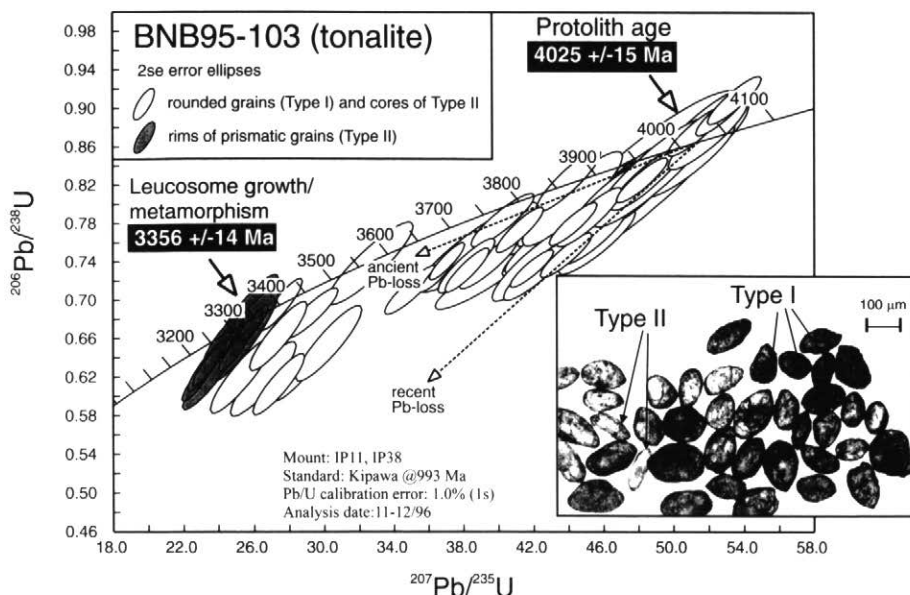 BNB95-103 (tonalite)
2se error ellipses
rounded grains (Type I) and cores of Type II
rims of prismatic grains (Type II)
Protolith age
4025 +/-15 Ma
Leucosome growth/
metamorphism
3356 +/-14 Ma
4100
4000
3900
3800
3700
3600
3500
3400
3300
3200
ancient
Pb-loss
recent
Pb-loss
Type I
Type II
100 µm
Mount: IP11, IP38
Standard: Kipawa @993 Ma
Pb/U calibration error: 1.0% (1s)
Analysis date:11-12/96
0.98
0.94
0.90
0.86
0.82
0.78
0.74
0.70
0.66
0.62
0.58
0.54
0.50
0.46
206Pb/238U
18.0 22.0 26.0 30.0 34.0 38.0 42.0 46.0 50.0 54.0 58.0
207Pb/235U